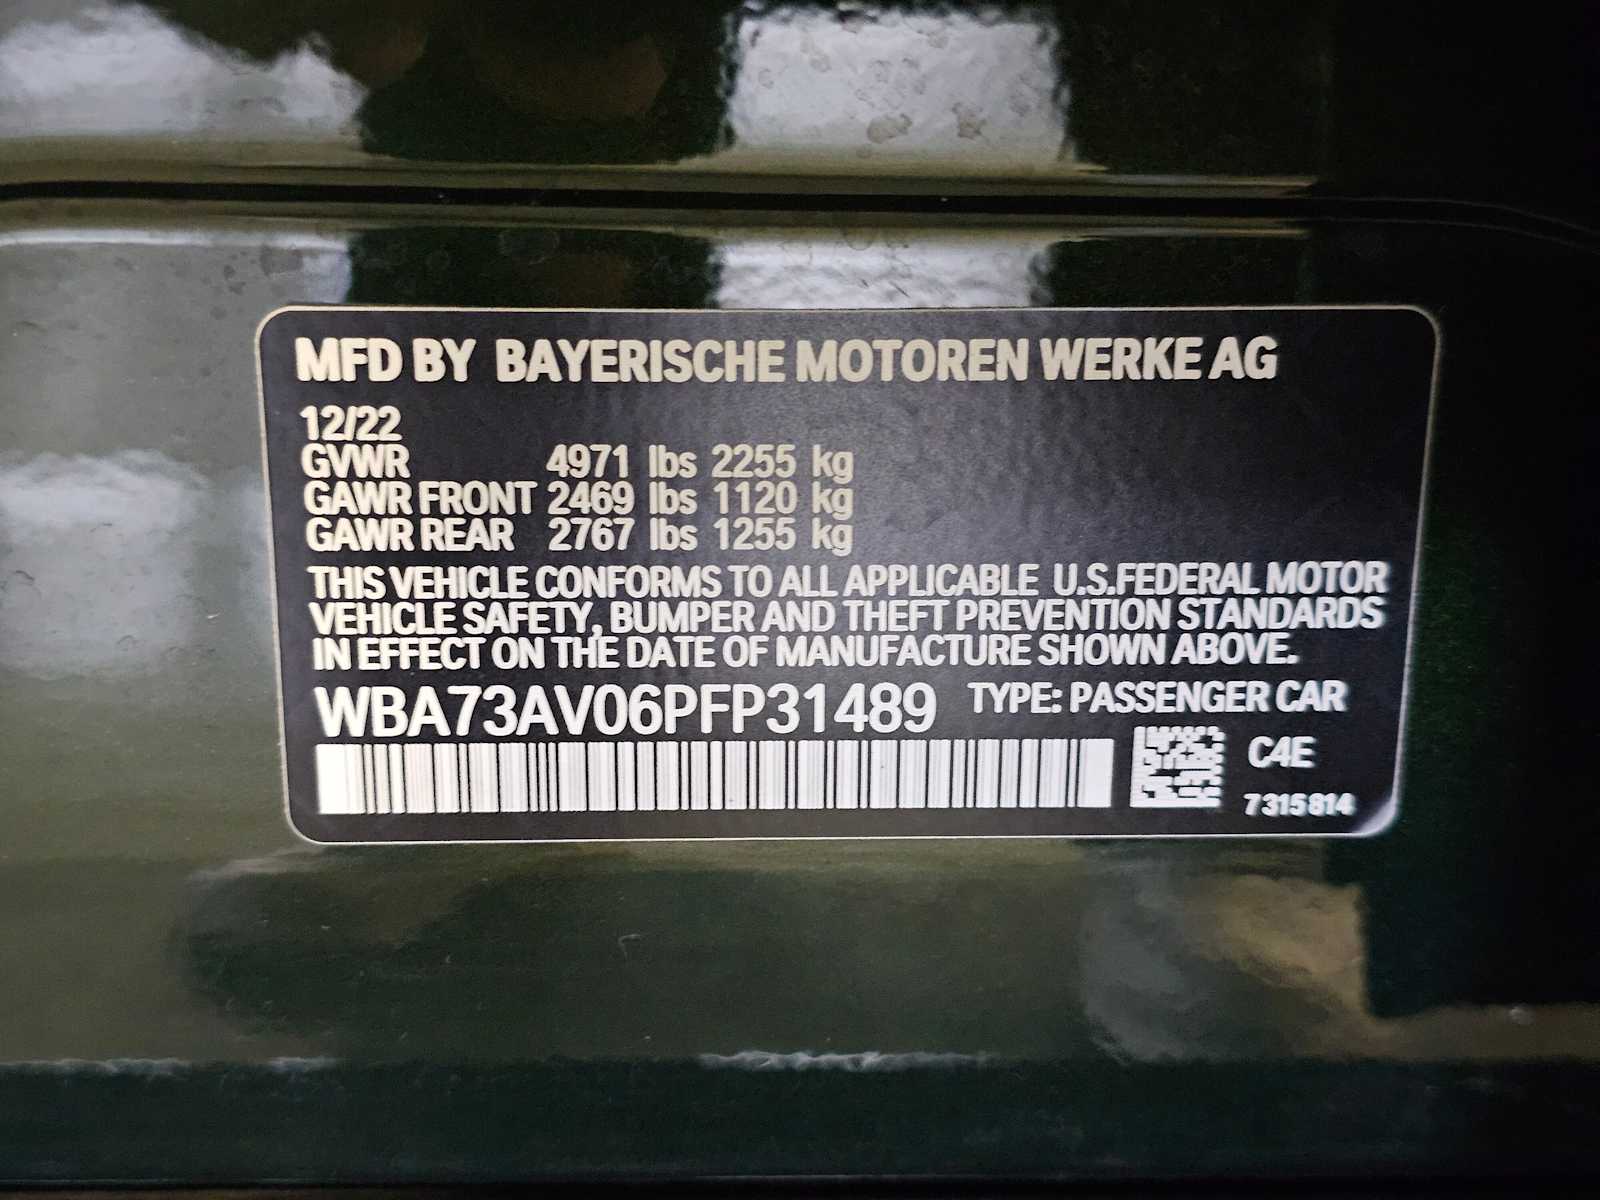 MFD BY BAYERISCHE MOTOREN WERKE AG
12/22
GVWR 4971 lbs 2255 kg
GAWR FRONT 2469 lbs 1120 kg
GAWR REAR 2767 lbs 1255 kg
THIS VEHICLE CONFORMS TO ALL APPLICABLE U.S.FEDERAL MOTOR
VEHICLE SAFETY, BUMPER AND THEFT PREVENTION STANDARDS
IN EFFECT ON THE DATE OF MANUFACTURE SHOWN ABOVE.
WBA73AV06PFP31489 TYPE: PASSENGER CAR
C4E
7315814